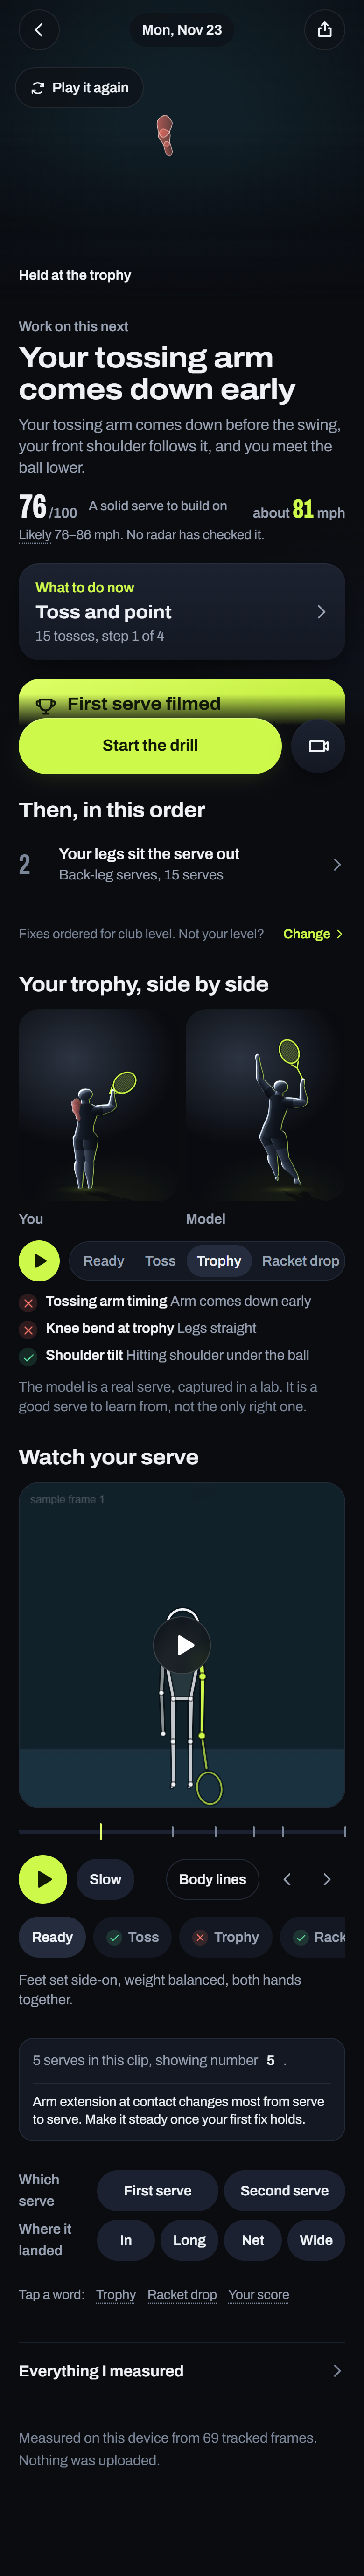 Mon, Nov 23
Play it again
Held at the trophy
Work on this next
Your tossing arm
comes down early
Your tossing arm comes down before the swing,
your front shoulder follows it, and you meet the
ball lower.
76 /100 A solid serve to build on about 81 mph
Likely 76–86 mph. No radar has checked it.
What to do now
Toss and point
15 tosses, step 1 of 4
First serve filmed
Start the drill
Then, in this order
2 Your legs sit the serve out
Back-leg serves, 15 serves
Fixes ordered for club level. Not your level? Change
Your trophy, side by side
You Model
Ready Toss Trophy Racket drop
Tossing arm timing Arm comes down early
Knee bend at trophy Legs straight
Shoulder tilt Hitting shoulder under the ball
The model is a real serve, captured in a lab. It is a
good serve to learn from, not the only right one.
Watch your serve
sample frame 1
Slow Body lines
Ready Toss Trophy Rack
Feet set side-on, weight balanced, both hands
together.
5 serves in this clip, showing number 5 .
Arm extension at contact changes most from serve
to serve. Make it steady once your first fix holds.
Which
serve
First serve Second serve
Where it
landed
In Long Net Wide
Tap a word: Trophy Racket drop Your score
Everything I measured
Measured on this device from 69 tracked frames.
Nothing was uploaded.